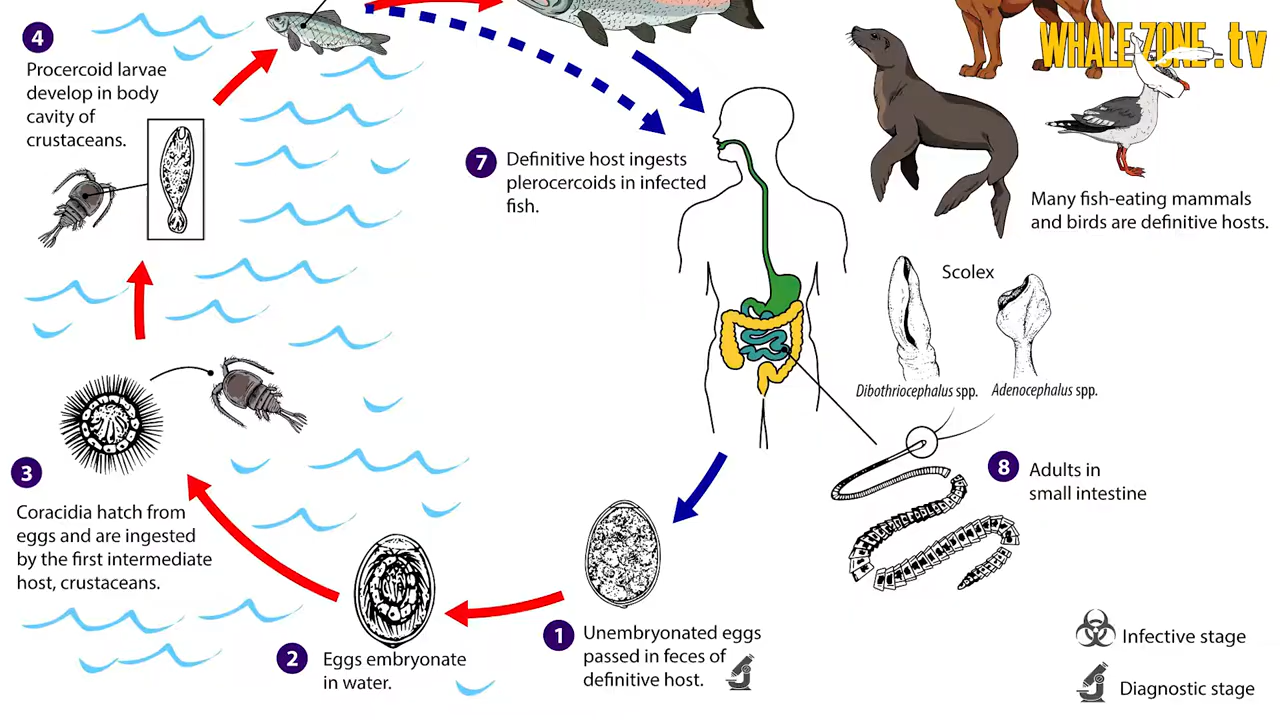 WHALE ZONE.tv
4
Procercoid larvae
develop in body
cavity of
crustaceans.
7
Definitive host ingests
plerocercoids in infected
fish.
Many fish-eating mammals
and birds are definitive hosts.
Scolex
Dibothriocephalus spp.
Adenocephalus spp.
3
Coracidia hatch from
eggs and are ingested
by the first intermediate
host, crustaceans.
8
Adults in
small intestine
2
Eggs embryonate
in water.
1
Unembryonated eggs
passed in feces of
definitive host.
Infective stage
Diagnostic stage